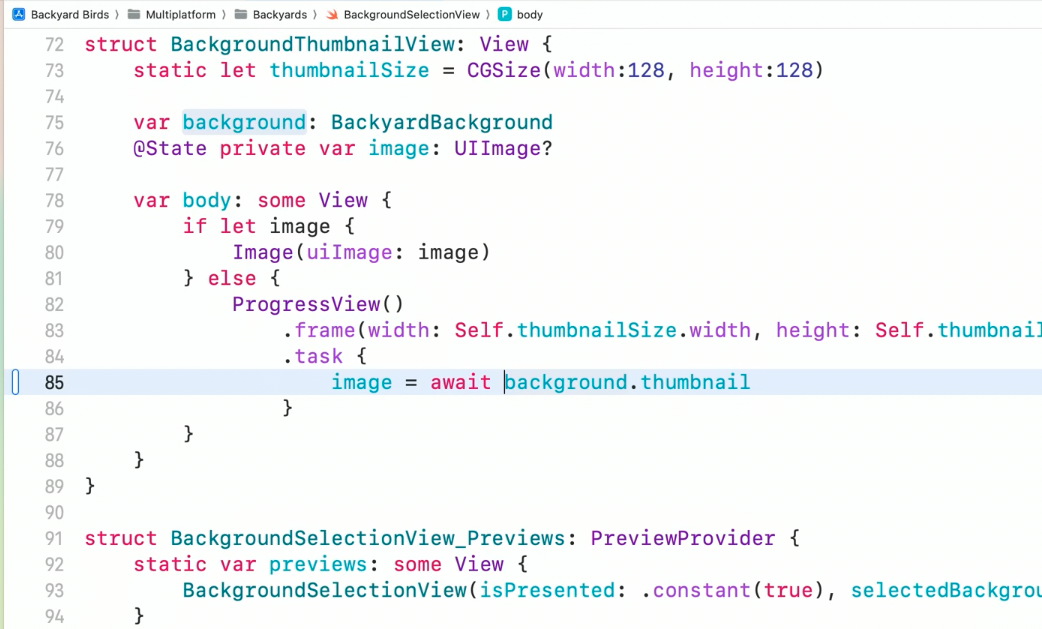 Backyard Birds 〉 Multiplatform 〉 Backyards 〉 BackgroundSelectionView 〉 P body
72 struct BackgroundThumbnailView: View {
73     static let thumbnailSize = CGSize(width:128, height:128)
74
75     var background: BackyardBackground
76     @State private var image: UIImage?
77
78     var body: some View {
79         if let image {
80             Image(uiImage: image)
81         } else {
82             ProgressView()
83                 .frame(width: Self.thumbnailSize.width, height: Self.thumbnail
84                 .task {
85                     image = await background.thumbnail
86                 }
87         }
88     }
89 }
90
91 struct BackgroundSelectionView_Previews: PreviewProvider {
92     static var previews: some View {
93         BackgroundSelectionView(isPresented: .constant(true), selectedBackgrou
94     }